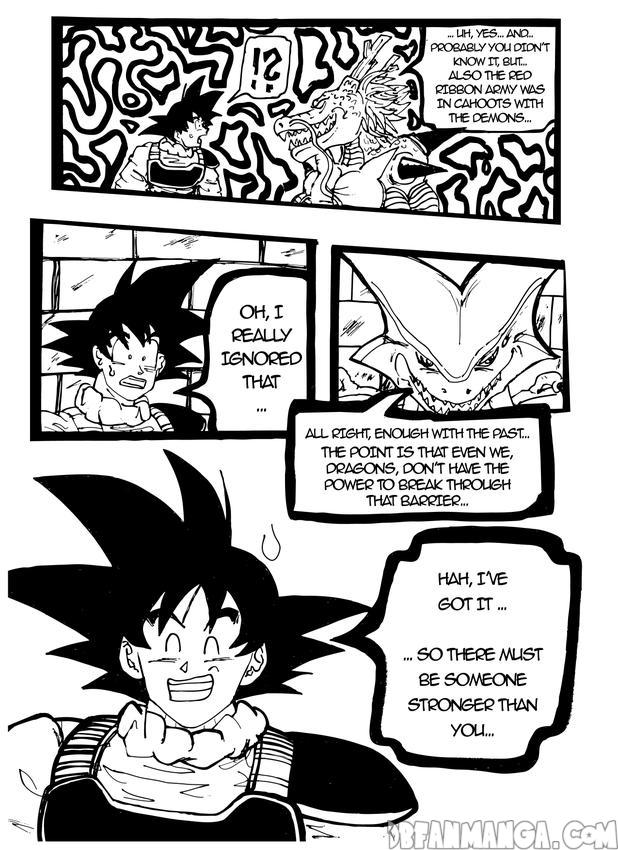 ... UH, YES... AND...
PROBABLY YOU DIDN'T
KNOW IT, BUT...
ALSO THE RED
RIBBON ARMY WAS
IN CAHOOTS WITH
THE DEMONS...
?!
OH, I
REALLY
IGNORED
THAT
...
ALL RIGHT, ENOUGH WITH THE PAST...
THE POINT IS THAT EVEN WE,
DRAGONS, DON'T HAVE THE
POWER TO BREAK THROUGH
THAT BARRIER...
HAH, I'VE
GOT IT ...
... SO THERE MUST
BE SOMEONE
STRONGER THAN
YOU...
DBFANMANGA.COM